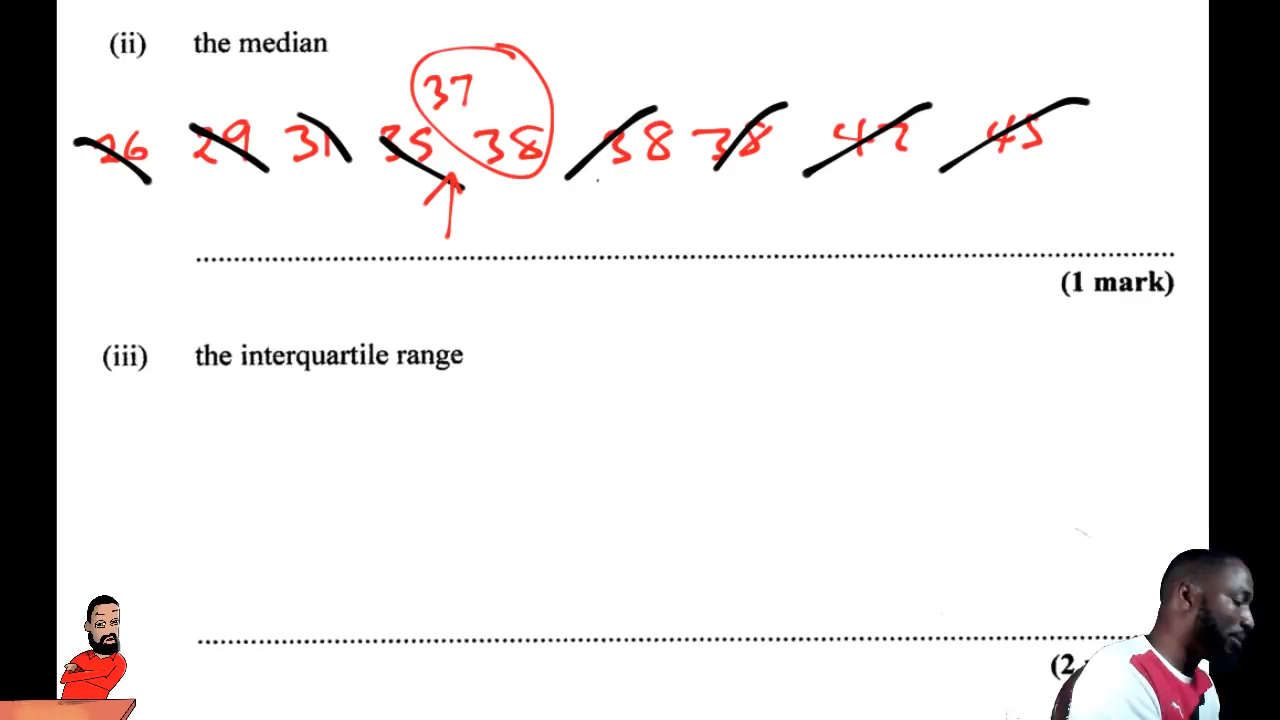 (ii) the median
37
26 29 31 35 38 38 38 42 45
(1 mark)
(iii) the interquartile range
(2